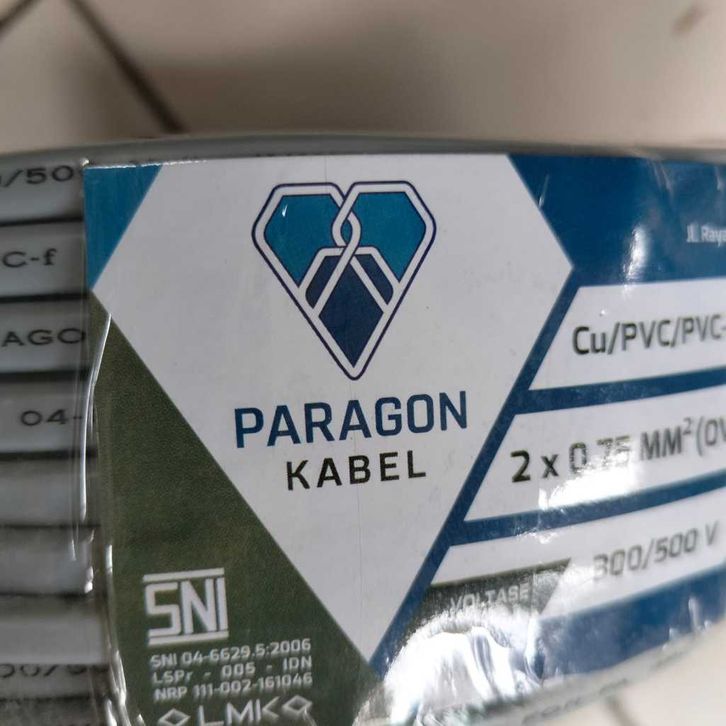 /50
C-f
AGO
04-
PARAGON
KABEL
JL. Raya
Cu/PVC/PVC-
2 x 0.75 MM² (OV
VOLTASE
300/500 V
SNI
SNI 04-6629.5:2006
LSPr - 005 - IDN
NRP 111-002-161046
LMK